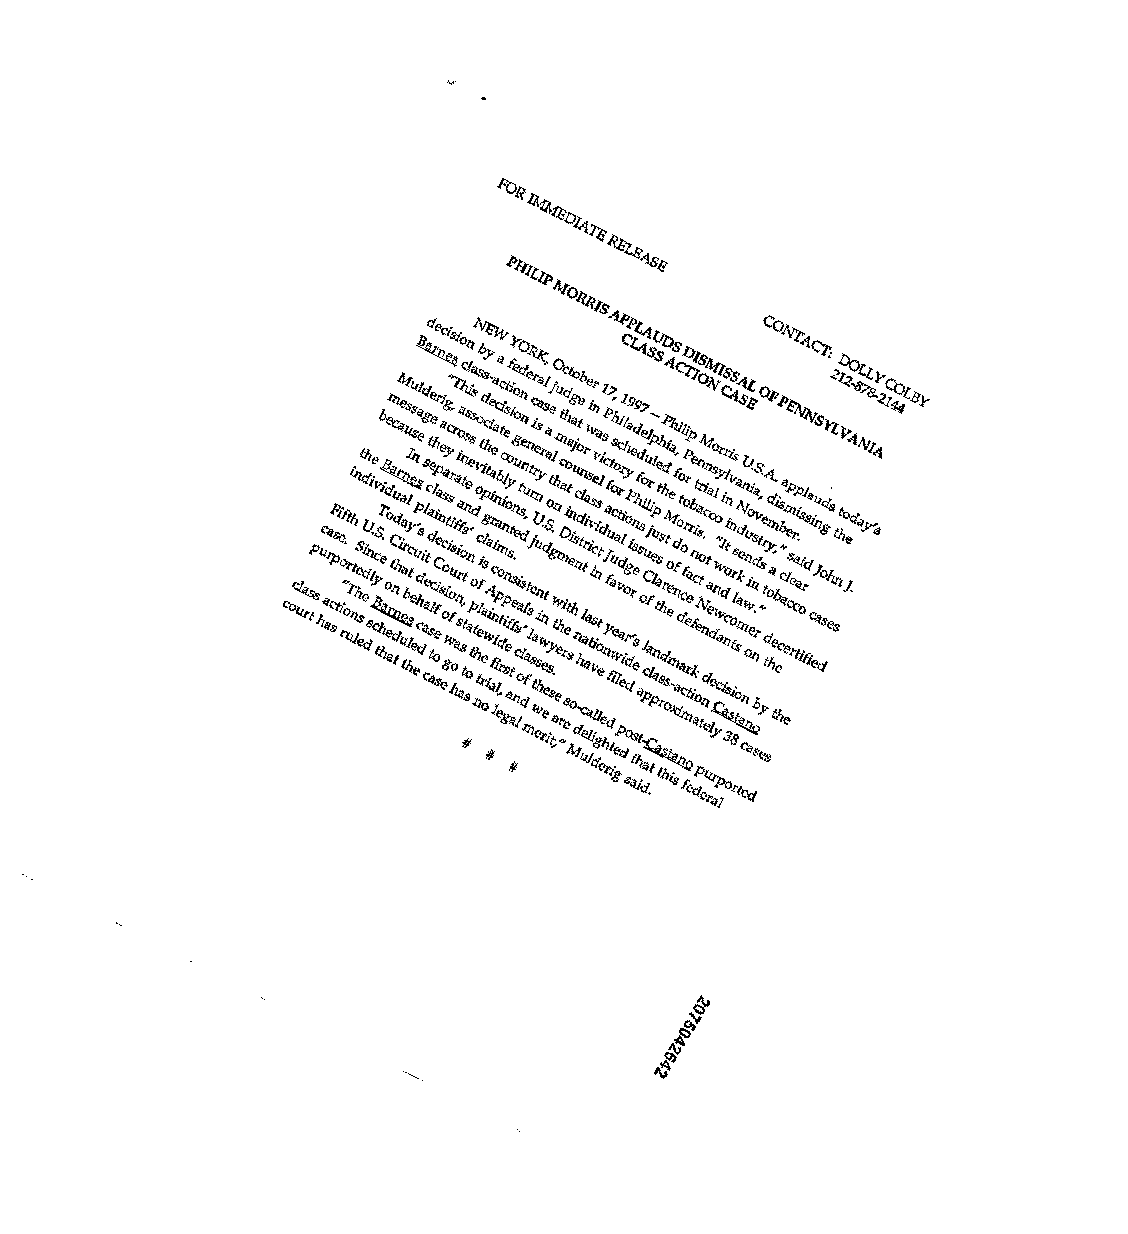 FOR IMMEDIATE RELEASE
CONTACT: DOLLY COLBY
212-878-2144
PHILIP MORRIS APPLAUDS DISMISSAL OF PENNSYLVANIA
CLASS ACTION CASE
NEW YORK, October 17, 1997 -- Philip Morris U.S.A. applauds today's
decision by a federal judge in Philadelphia, Pennsylvania, dismissing the
Barnes class-action case that was scheduled for trial in November.
"This decision is a major victory for the tobacco industry," said John J.
Mulderig, associate general counsel for Philip Morris. "It sends a clear
message across the country that class actions just do not work in tobacco cases
because they inevitably turn on individual issues of fact and law."
In separate opinions, U.S. District Judge Clarence Newcomer decertified
the Barnes class and granted judgment in favor of the defendants on the
individual plaintiffs' claims.
Today's decision is consistent with last year's landmark decision by the
Fifth U.S. Circuit Court of Appeals in the nationwide class-action Castano
case. Since that decision, plaintiffs' lawyers have filed approximately 38 cases
purportedly on behalf of statewide classes.
"The Barnes case was the first of these so-called post-Castano purported
class actions scheduled to go to trial, and we are delighted that this federal
court has ruled that the case has no legal merit," Mulderig said.
# # #
2075042642